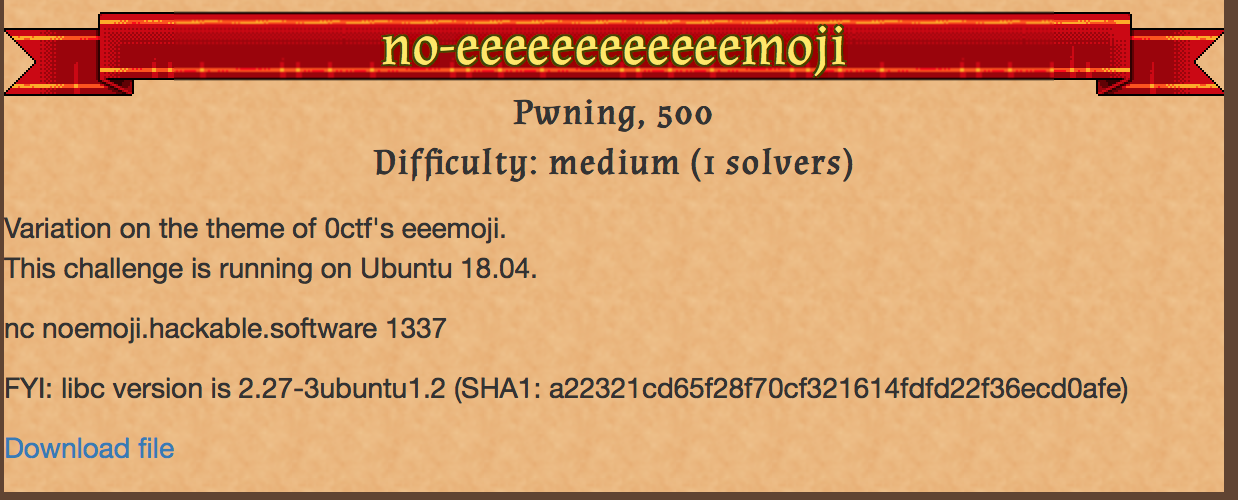 no-eeeeeeeeeeeemoji
Pwning, 500
Difficulty: medium (1 solvers)
Variation on the theme of 0ctf's eeemoji.
This challenge is running on Ubuntu 18.04.
nc noemoji.hackable.software 1337
FYI: libc version is 2.27-3ubuntu1.2 (SHA1: a22321cd65f28f70cf321614fdfd22f36ecd0afe)
Download file